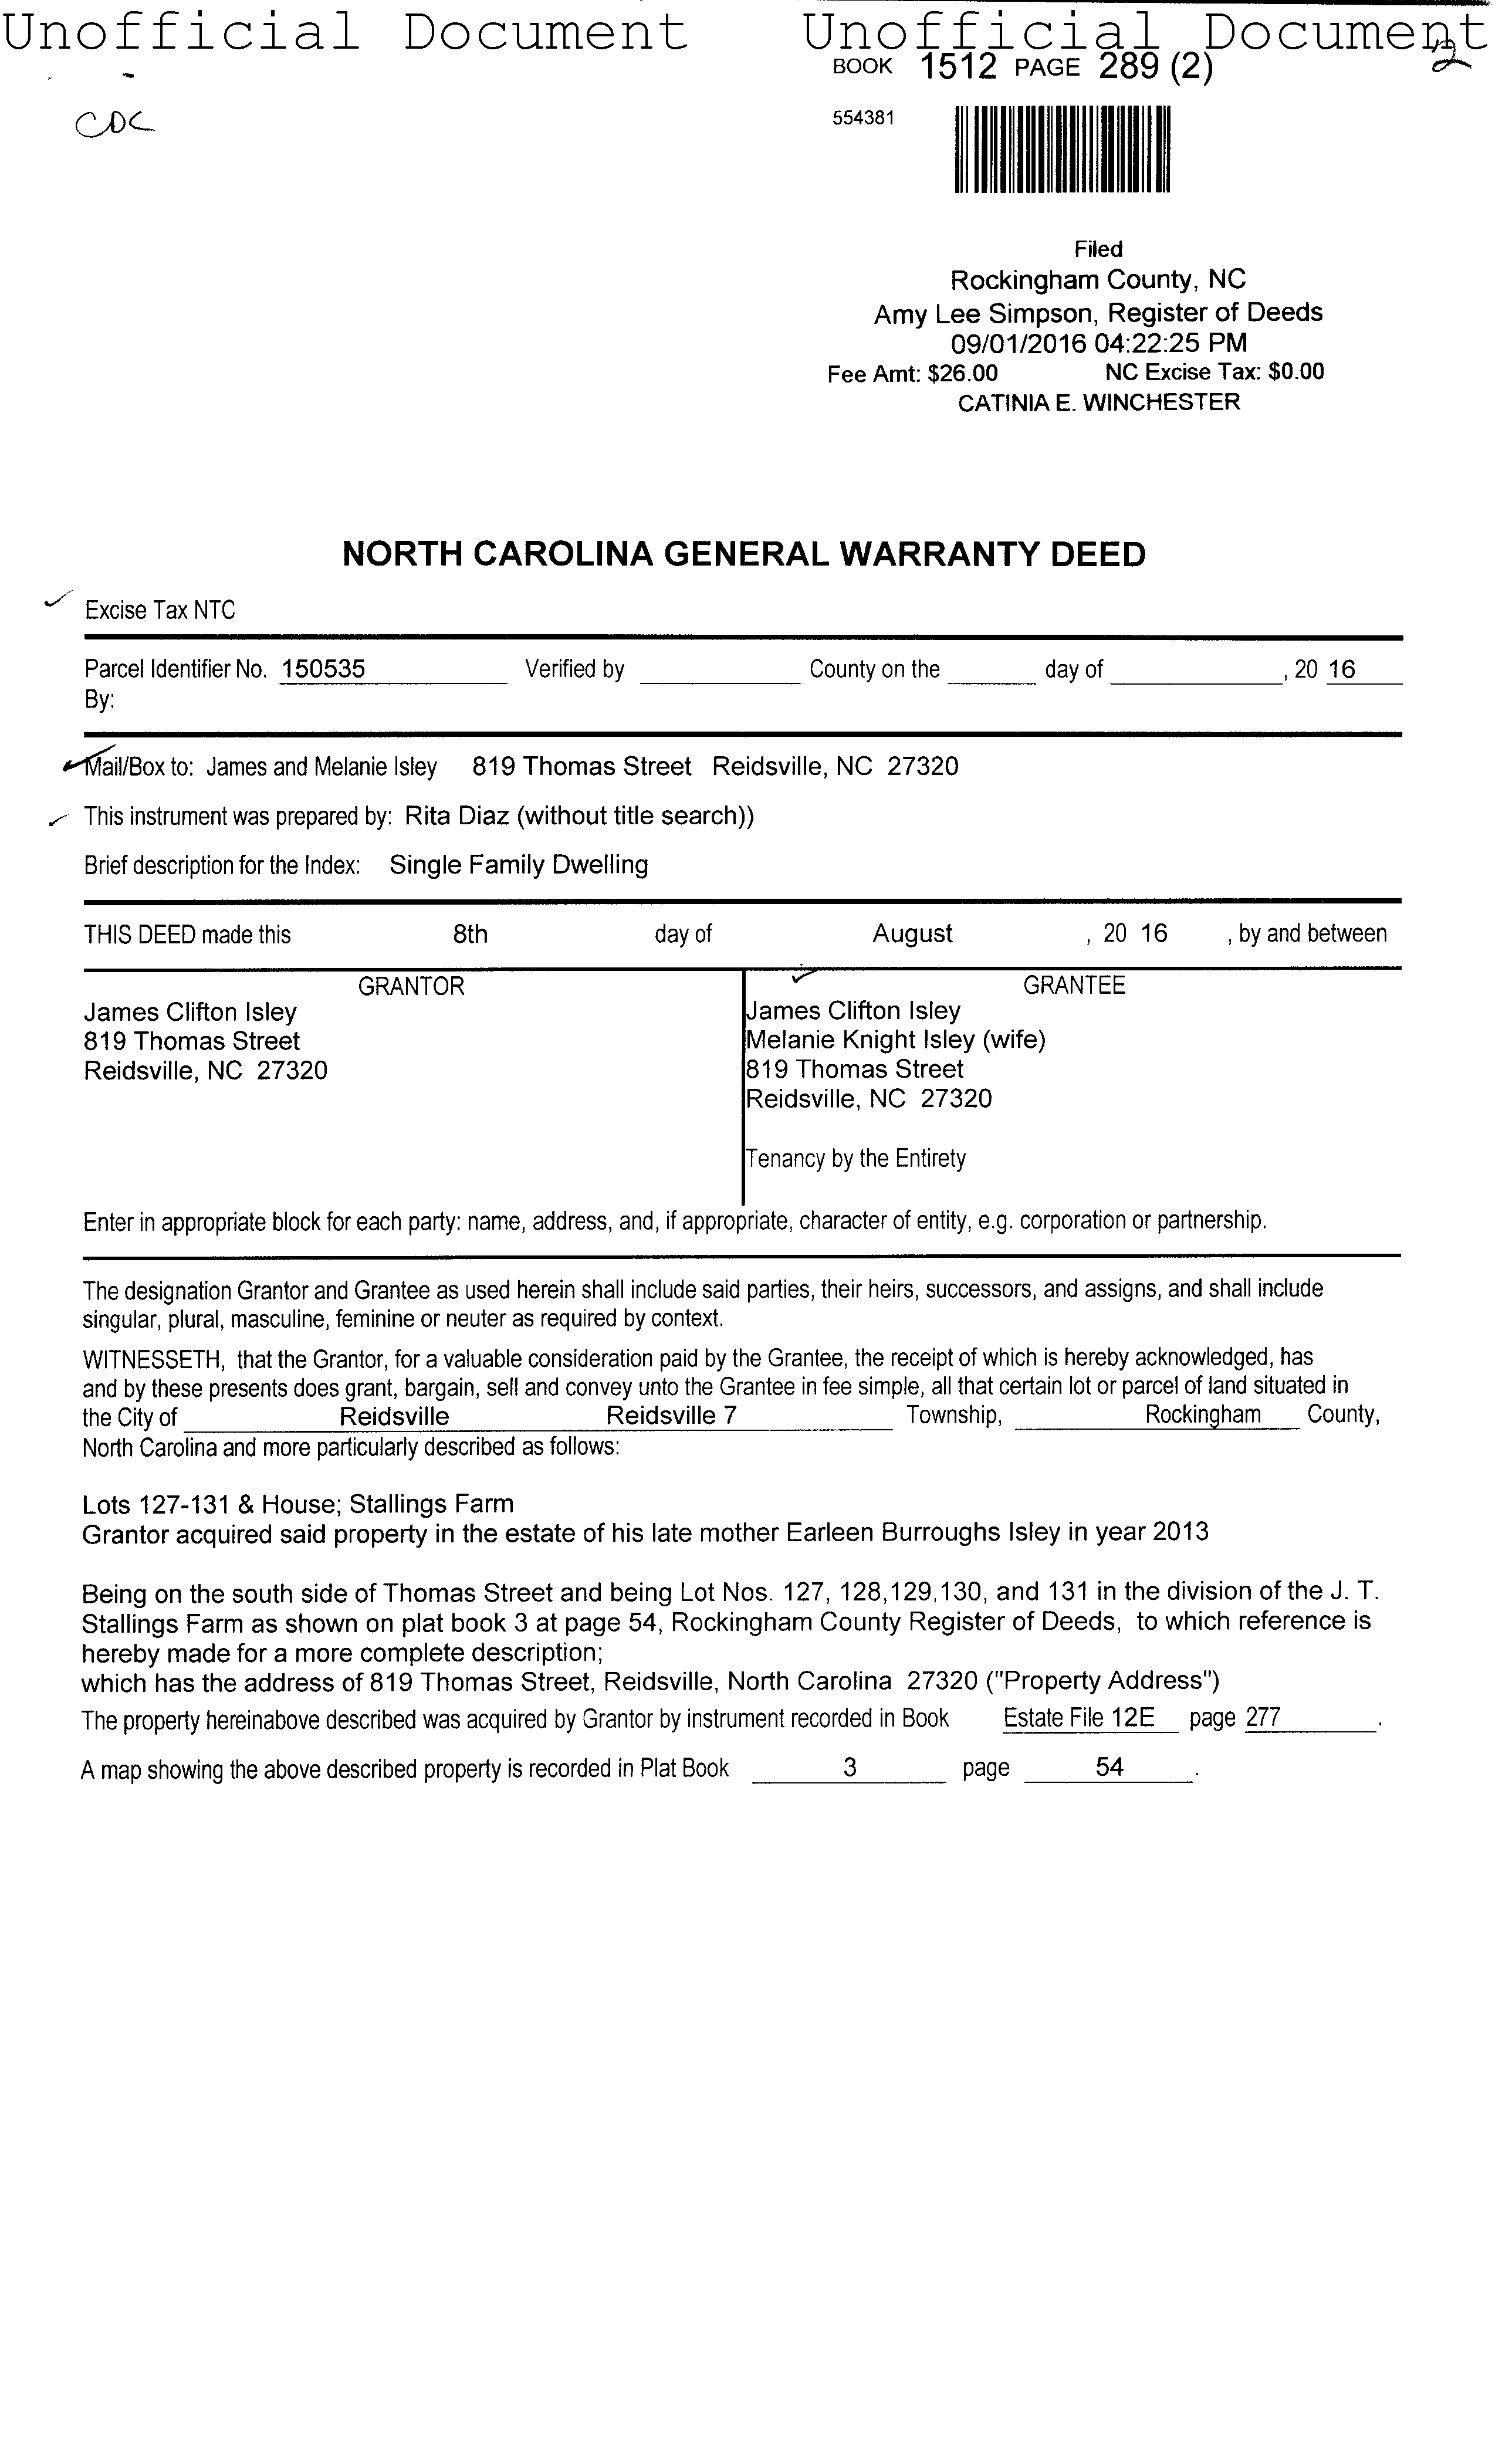 Unofficial Document Unofficial Document
2
BOOK 1512 PAGE 289 (2)
CDC
554381
Filed
Rockingham County, NC
Amy Lee Simpson, Register of Deeds
09/01/2016 04:22:25 PM
Fee Amt: $26.00 NC Excise Tax: $0.00
CATINIA E. WINCHESTER
NORTH CAROLINA GENERAL WARRANTY DEED
Excise Tax NTC
Parcel Identifier No. 150535 Verified by County on the day of , 20 16
By:
Mail/Box to: James and Melanie Isley 819 Thomas Street Reidsville, NC 27320
This instrument was prepared by: Rita Diaz (without title search))
Brief description for the Index: Single Family Dwelling
THIS DEED made this 8th day of August , 20 16 , by and between
GRANTOR
James Clifton Isley
819 Thomas Street
Reidsville, NC 27320
GRANTEE
James Clifton Isley
Melanie Knight Isley (wife)
819 Thomas Street
Reidsville, NC 27320
Tenancy by the Entirety
Enter in appropriate block for each party: name, address, and, if appropriate, character of entity, e.g. corporation or partnership.
The designation Grantor and Grantee as used herein shall include said parties, their heirs, successors, and assigns, and shall include
singular, plural, masculine, feminine or neuter as required by context.
WITNESSETH, that the Grantor, for a valuable consideration paid by the Grantee, the receipt of which is hereby acknowledged, has
and by these presents does grant, bargain, sell and convey unto the Grantee in fee simple, all that certain lot or parcel of land situated in
the City of Reidsville Reidsville 7 Township, Rockingham County,
North Carolina and more particularly described as follows:
Lots 127-131 & House; Stallings Farm
Grantor acquired said property in the estate of his late mother Earleen Burroughs Isley in year 2013
Being on the south side of Thomas Street and being Lot Nos. 127, 128,129,130, and 131 in the division of the J. T.
Stallings Farm as shown on plat book 3 at page 54, Rockingham County Register of Deeds, to which reference is
hereby made for a more complete description;
which has the address of 819 Thomas Street, Reidsville, North Carolina 27320 ("Property Address")
The property hereinabove described was acquired by Grantor by instrument recorded in Book Estate File 12E page 277 .
A map showing the above described property is recorded in Plat Book 3 page 54 .